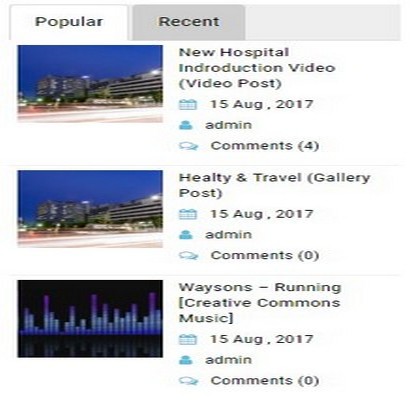 Popular Recent
New Hospital
Indroduction Video
(Video Post)
15 Aug , 2017
admin
Comments (4)
Healty & Travel (Gallery
Post)
15 Aug , 2017
admin
Comments (0)
Waysons – Running
[Creative Commons
Music]
15 Aug , 2017
admin
Comments (0)